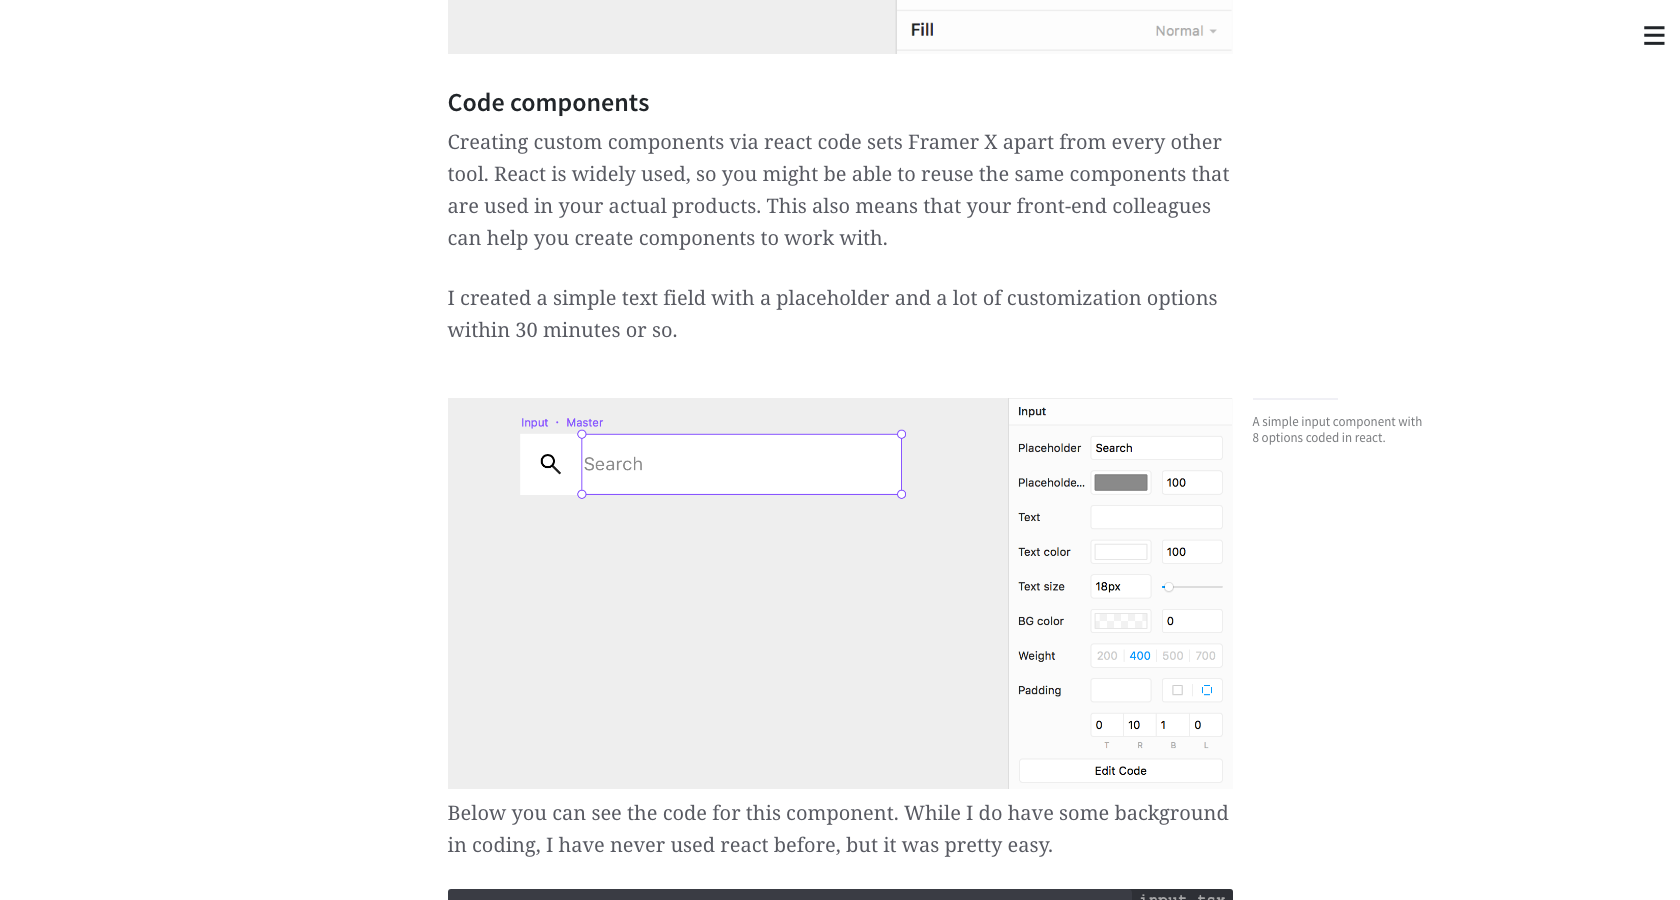 Fill
Normal
Code components
Creating custom components via react code sets Framer X apart from every other
tool. React is widely used, so you might be able to reuse the same components that
are used in your actual products. This also means that your front-end colleagues
can help you create components to work with.
I created a simple text field with a placeholder and a lot of customization options
within 30 minutes or so.
Input · Master
Search
Input
Placeholder Search
Placeholde... 100
Text
Text color 100
Text size 18px
BG color 0
Weight 200 400 500 700
Padding
0 10 1 0
T R B L
Edit Code
A simple input component with
8 options coded in react.
Below you can see the code for this component. While I do have some background
in coding, I have never used react before, but it was pretty easy.
input.tsx